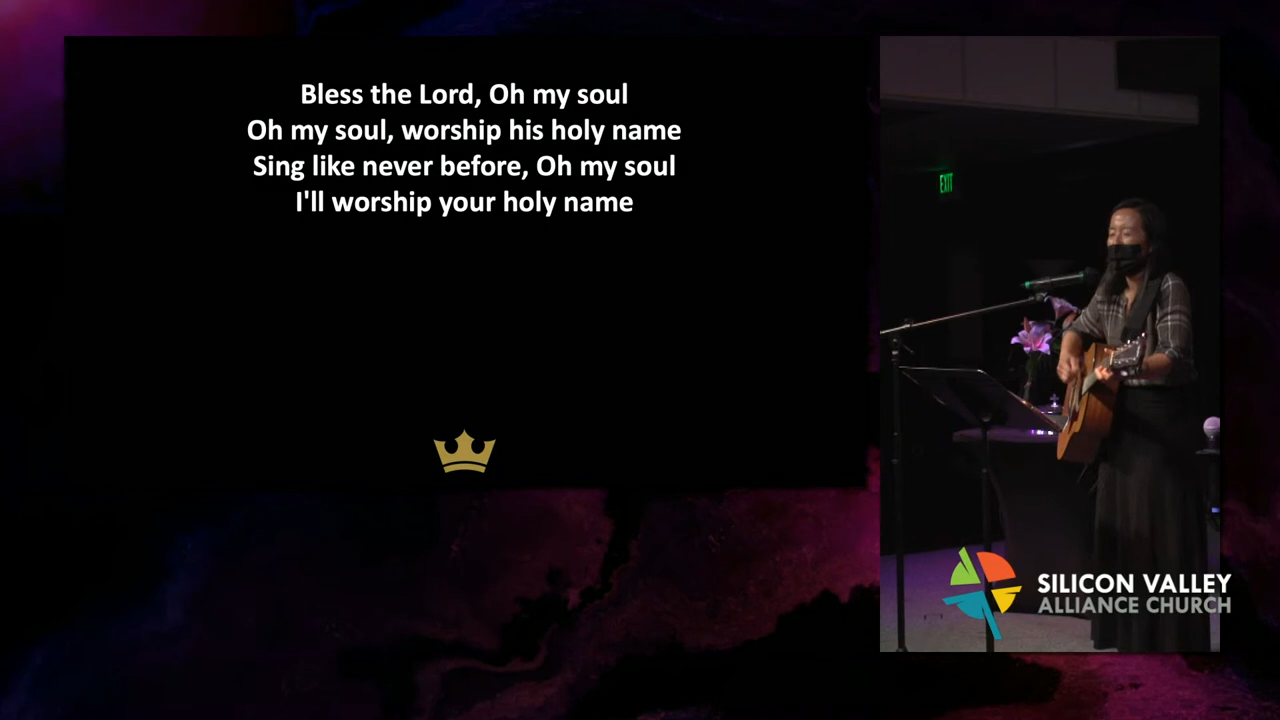 Bless the Lord, Oh my soul
Oh my soul, worship his holy name
Sing like never before, Oh my soul
I'll worship your holy name
EXIT
SILICON VALLEY
ALLIANCE CHURCH